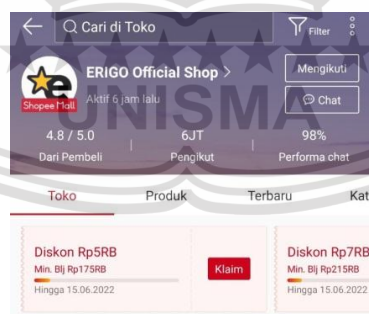 Cari di Toko
Filter
ERIGO Official Shop >
Mengikuti
Shopee Mall
Aktif 6 jam lalu
Chat
UNISMA
4.8 / 5.0
6JT
98%
Dari Pembeli
Pengikut
Performa chat
Toko
Produk
Terbaru
Kat
Diskon Rp5RB
Min. Blj Rp175RB
Hingga 15.06.2022
Klaim
Diskon Rp7RB
Min. Blj Rp215RB
Hingga 15.06.2022